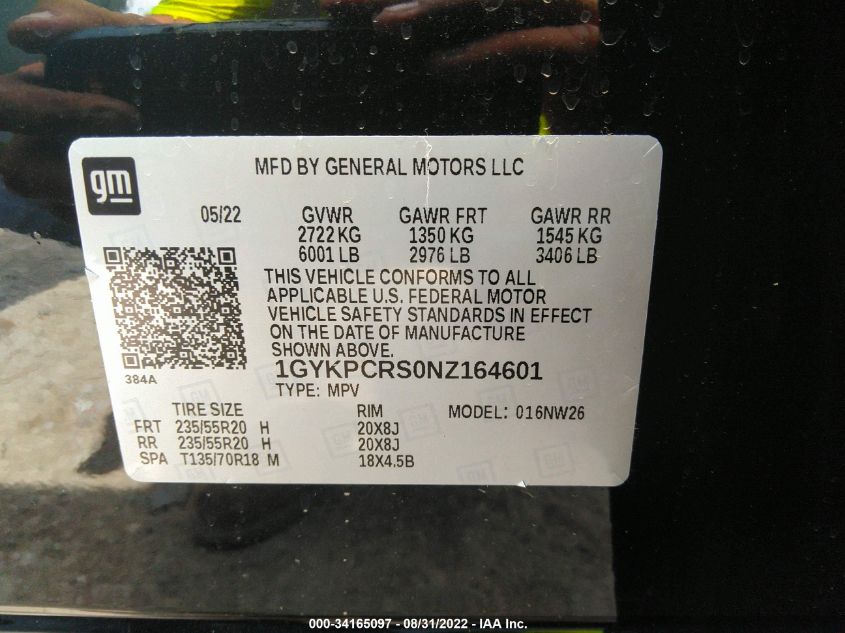 gm
MFD BY GENERAL MOTORS LLC
05/22 GVWR GAWR FRT GAWR RR
2722 KG 1350 KG 1545 KG
6001 LB 2976 LB 3406 LB
THIS VEHICLE CONFORMS TO ALL
APPLICABLE U.S. FEDERAL MOTOR
VEHICLE SAFETY STANDARDS IN EFFECT
ON THE DATE OF MANUFACTURE
SHOWN ABOVE.
384A
1GYKPCRS0NZ164601
TYPE: MPV
TIRE SIZE RIM MODEL: 016NW26
FRT 235/55R20 H 20X8J
RR 235/55R20 H 20X8J
SPA T135/70R18 M 18X4.5B
000-34165097 - 08/31/2022 - IAA Inc.